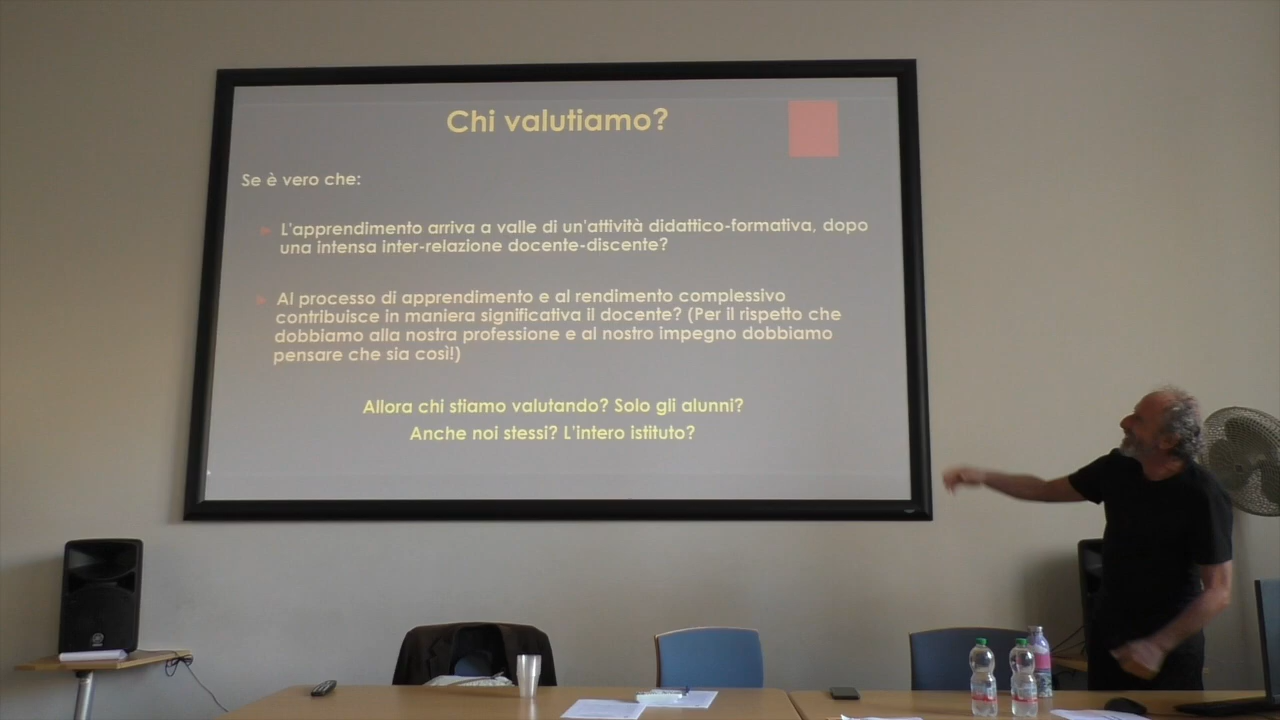 Chi valutiamo?
Se è vero che:
L'apprendimento arriva a valle di un'attività didattico-formativa, dopo
una intensa inter-relazione docente-discente?
Al processo di apprendimento e al rendimento complessivo
contribuisce in maniera significativa il docente? (Per il rispetto che
dobbiamo alla nostra professione e al nostro impegno dobbiamo
pensare che sia così!)
Allora chi stiamo valutando? Solo gli alunni?
Anche noi stessi? L'intero istituto?